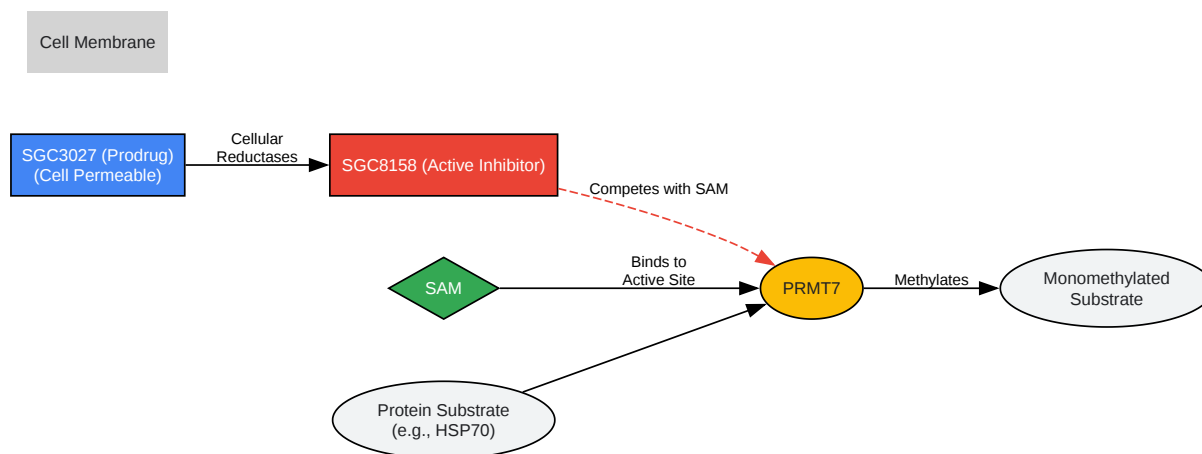 Cell Membrane
SGC3027 (Prodrug)
(Cell Permeable)
Cellular
Reductases
SGC8158 (Active Inhibitor)
Competes with SAM
SAM
Binds to
Active Site
PRMT7
Methylates
Monomethylated
Substrate
Protein Substrate
(e.g., HSP70)